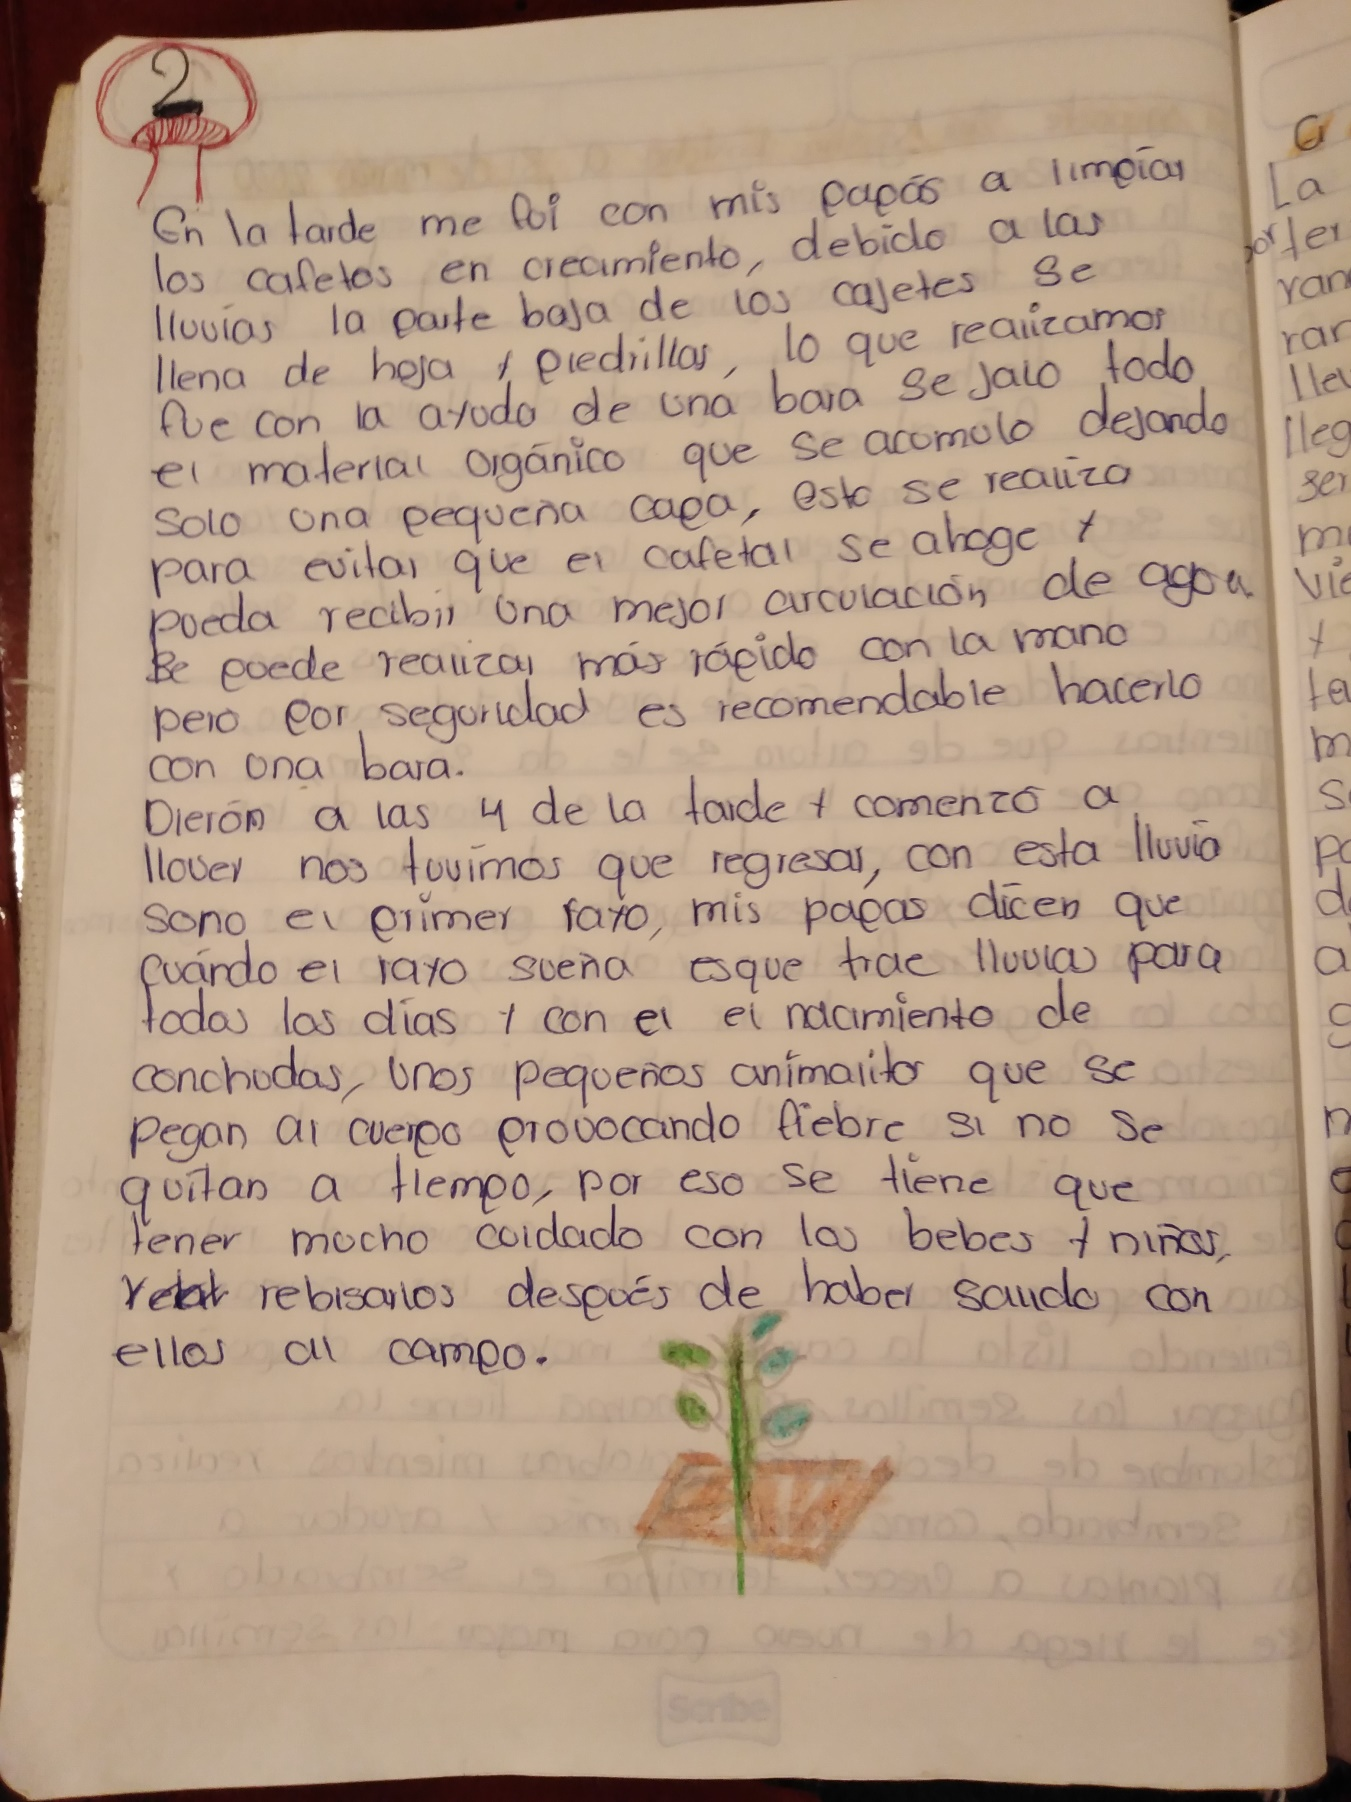 2
En la tarde me fui con mis papás a limpiar
los cafetos en crecimiento, debido a las
lluvias la parte baja de los cajetes se
llena de hoja y piedrillas, lo que realizamos
fue con la ayuda de una bara se jalo todo
el material orgánico que se acumulo dejando
solo una pequeña capa, esto se realiza
para evitar que el cafetal se ahoge y
pueda recibir una mejor circulación de agua.
Se puede realizar más rápido con la mano
pero por seguridad es recomendable hacerlo
con una bara.
Dierón a las 4 de la tarde y comenzó a
llover nos tuvimos que regresar, con esta lluvia
sono el primer rayo, mis papas dicen que
cuándo el rayo suena esque trae lluvias para
todos los días y con el el nacimiento de
conchudas, unos pequeños animalitos que se
pegan al cuerpo provocando fiebre si no se
quitan a tiempo, por eso se tiene que
tener mucho cuidado con los bebes y niños,
rebisarlos después de haber salido con
ellos al campo.
Scribe